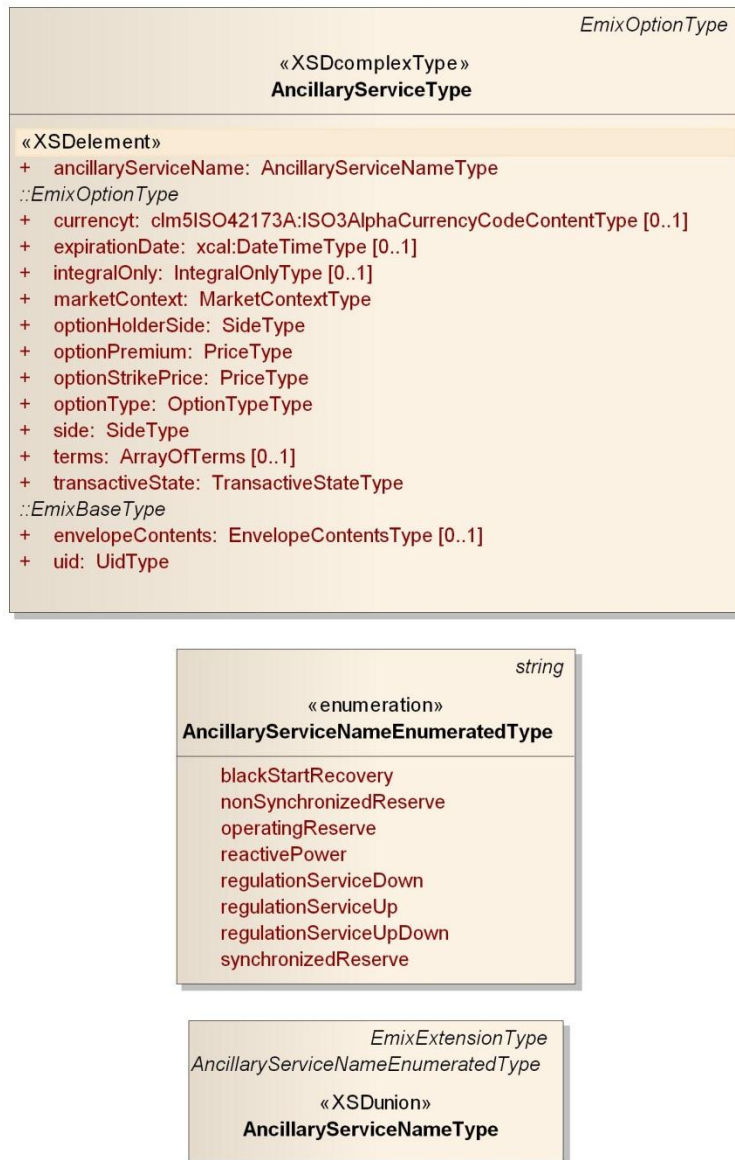 EmixOptionType
«XSDcomplexType»
AncillaryServiceType
«XSDelement»
+ ancillaryServiceName: AncillaryServiceNameType
::EmixOptionType
+ currencyt: clm5ISO42173A:ISO3AlphaCurrencyCodeContentType [0..1]
+ expirationDate: xcal:DateTimeType [0..1]
+ integralOnly: IntegralOnlyType [0..1]
+ marketContext: MarketContextType
+ optionHolderSide: SideType
+ optionPremium: PriceType
+ optionStrikePrice: PriceType
+ optionType: OptionTypeType
+ side: SideType
+ terms: ArrayOfTerms [0..1]
+ transactiveState: TransactiveStateType
::EmixBaseType
+ envelopeContents: EnvelopeContentsType [0..1]
+ uid: UidType
string
«enumeration»
AncillaryServiceNameEnumeratedType
blackStartRecovery
nonSynchronizedReserve
operatingReserve
reactivePower
regulationServiceDown
regulationServiceUp
regulationServiceUpDown
synchronizedReserve
EmixExtensionType
AncillaryServiceNameEnumeratedType
«XSDunion»
AncillaryServiceNameType